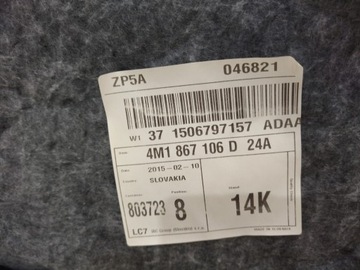 ZP5A 046821
W1 37 1506797157 ADAA
4M1 867 106 D 24A
2015-02-10
SLOVAKIA
803723 8 14K
LC7